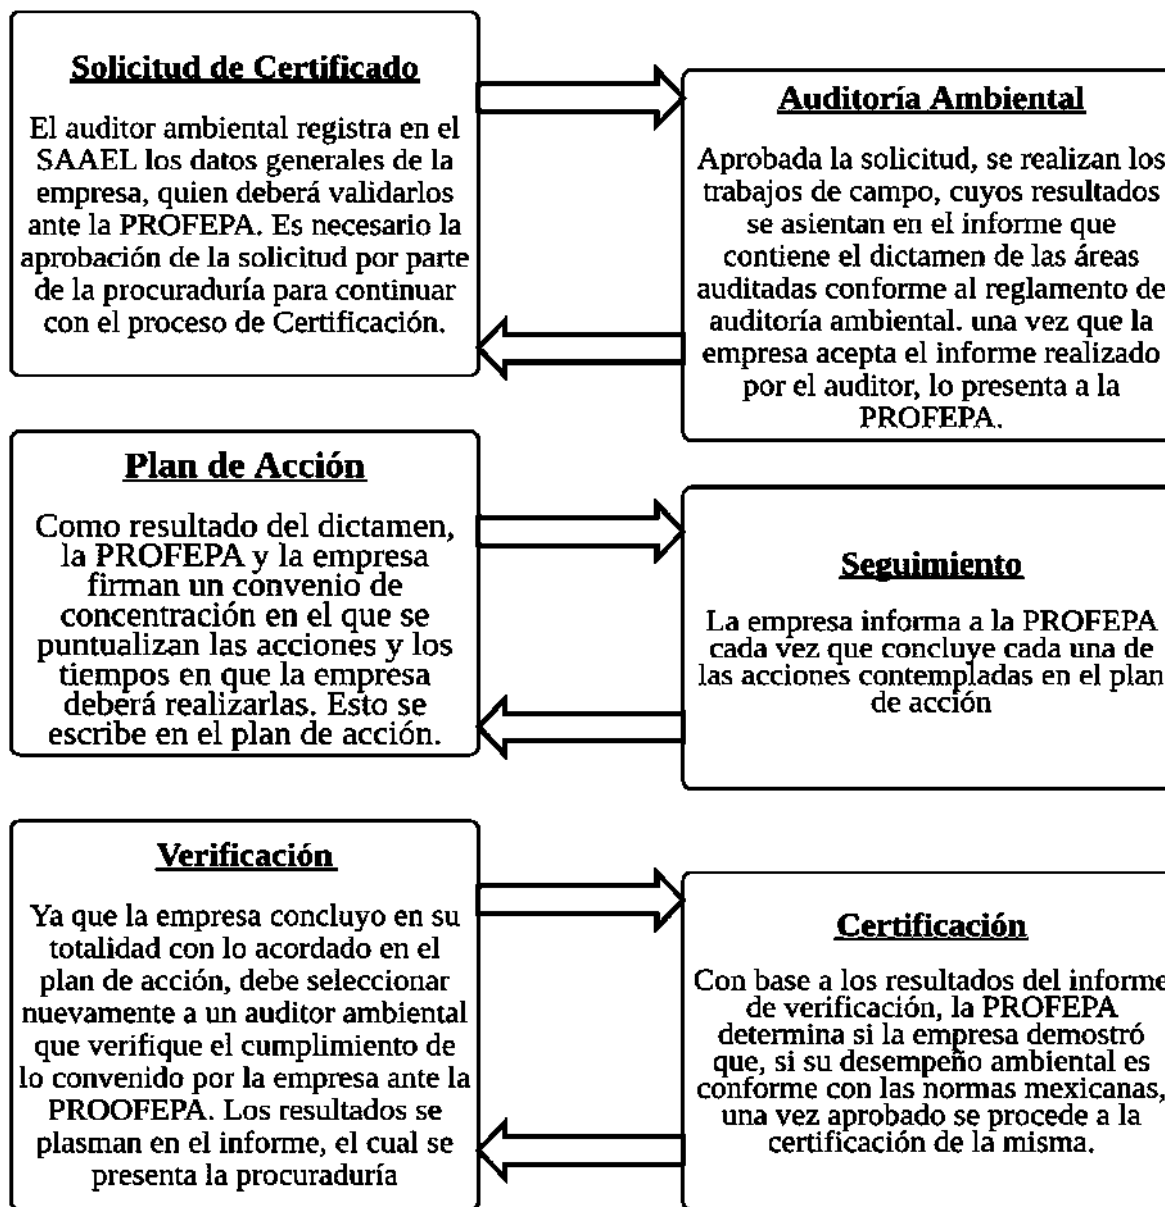 Solicitud de Certificado
El auditor ambiental registra en el
SAAEL los datos generales de la
empresa, quien deberá validarlos
ante la PROFEPA. Es necesario la
aprobación de la solicitud por parte
de la procuraduría para continuar
con el proceso de Certificación.
Auditoría Ambiental
Aprobada la solicitud, se realizan los
trabajos de campo, cuyos resultados
se asientan en el informe que
contiene el dictamen de las áreas
auditadas conforme al reglamento de
auditoría ambiental. una vez que la
empresa acepta el informe realizado
por el auditor, lo presenta a la
PROFEPA.
Plan de Acción
Como resultado del dictamen,
la PROFEPA y la empresa
firman un convenio de
concentración en el que se
puntualizan las acciones y los
tiempos en que la empresa
deberá realizarlas. Esto se
escribe en el plan de acción.
Seguimiento
La empresa informa a la PROFEPA
cada vez que concluye cada una de
las acciones contempladas en el plan
de acción
Verificación
Ya que la empresa concluyo en su
totalidad con lo acordado en el
plan de acción, debe seleccionar
nuevamente a un auditor ambiental
que verifique el cumplimiento de
lo convenido por la empresa ante la
PROOFEPA. Los resultados se
plasman en el informe, el cual se
presenta la procuraduría
Certificación
Con base a los resultados del informe
de verificación, la PROFEPA
determina si la empresa demostró
que, si su desempeño ambiental es
conforme con las normas mexicanas,
una vez aprobado se procede a la
certificación de la misma.